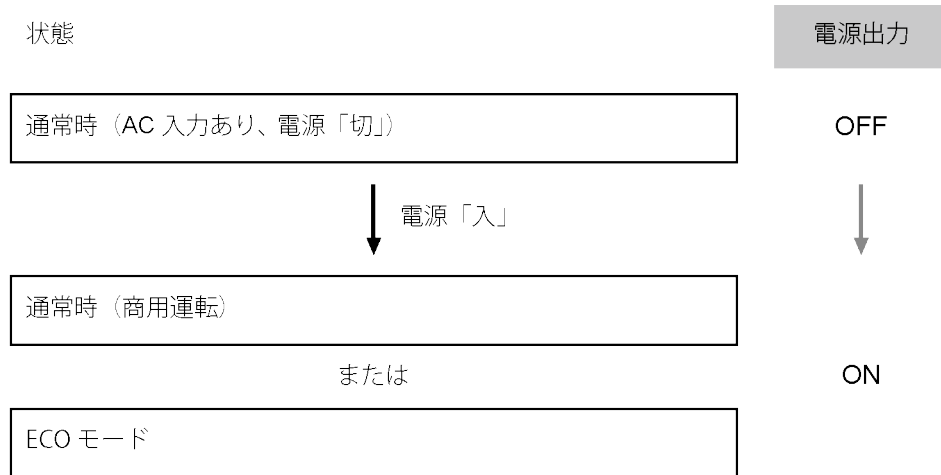 状態
電源出力
通常時（AC 入力あり、電源「切」）
OFF
電源「入」
通常時（商用運転）
または
ON
ECO モード